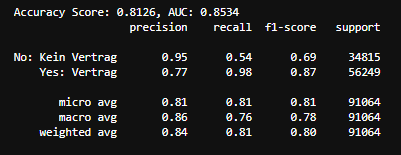 Accuracy Score: 0.8126, AUC: 0.8534
precision recall f1-score support
No: Kein Vertrag 0.95 0.54 0.69 34815
Yes: Vertrag 0.77 0.98 0.87 56249
micro avg 0.81 0.81 0.81 91064
macro avg 0.86 0.76 0.78 91064
weighted avg 0.84 0.81 0.80 91064